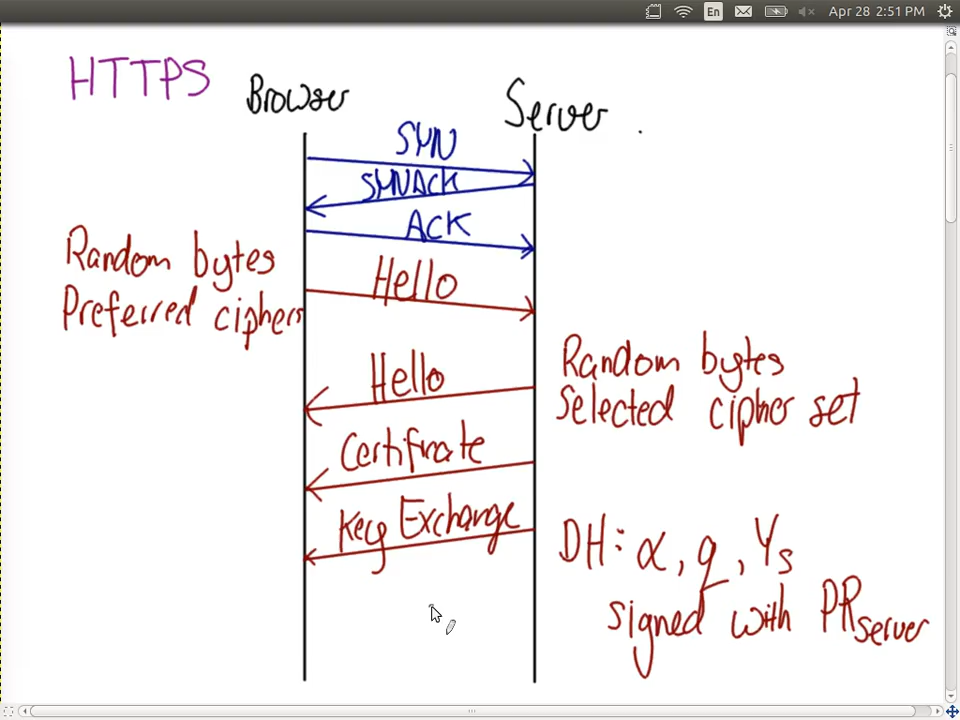 En Apr 28 2:51 PM
HTTPS
Browser
Server
SYN
SYNACK
ACK
Random bytes
Preferred ciphers
Hello
Hello
Random bytes
Selected cipher set
Certificate
Key Exchange
DH: α, q, Ys
signed with PRserver